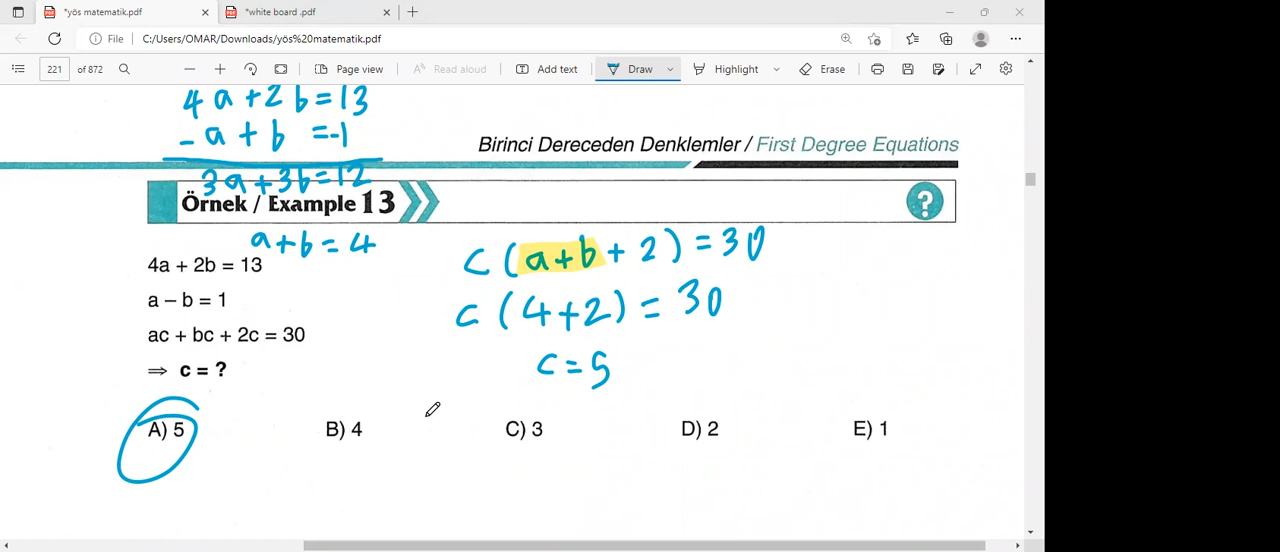 *yös matematik.pdf
*white board .pdf
File C:/Users/OMAR/Downloads/yös%20matematik.pdf
221 of 872 Page view Read aloud Add text Draw Highlight Erase
4a+2b=13
-a+b=-1
3a+3b=12
Birinci Dereceden Denklemler / First Degree Equations
Örnek / Example 13
?
a+b=4
4a + 2b = 13
a – b = 1
ac + bc + 2c = 30
⇒ c = ?
c(a+b+2)=30
c(4+2)=30
c=5
A) 5 B) 4 C) 3 D) 2 E) 1